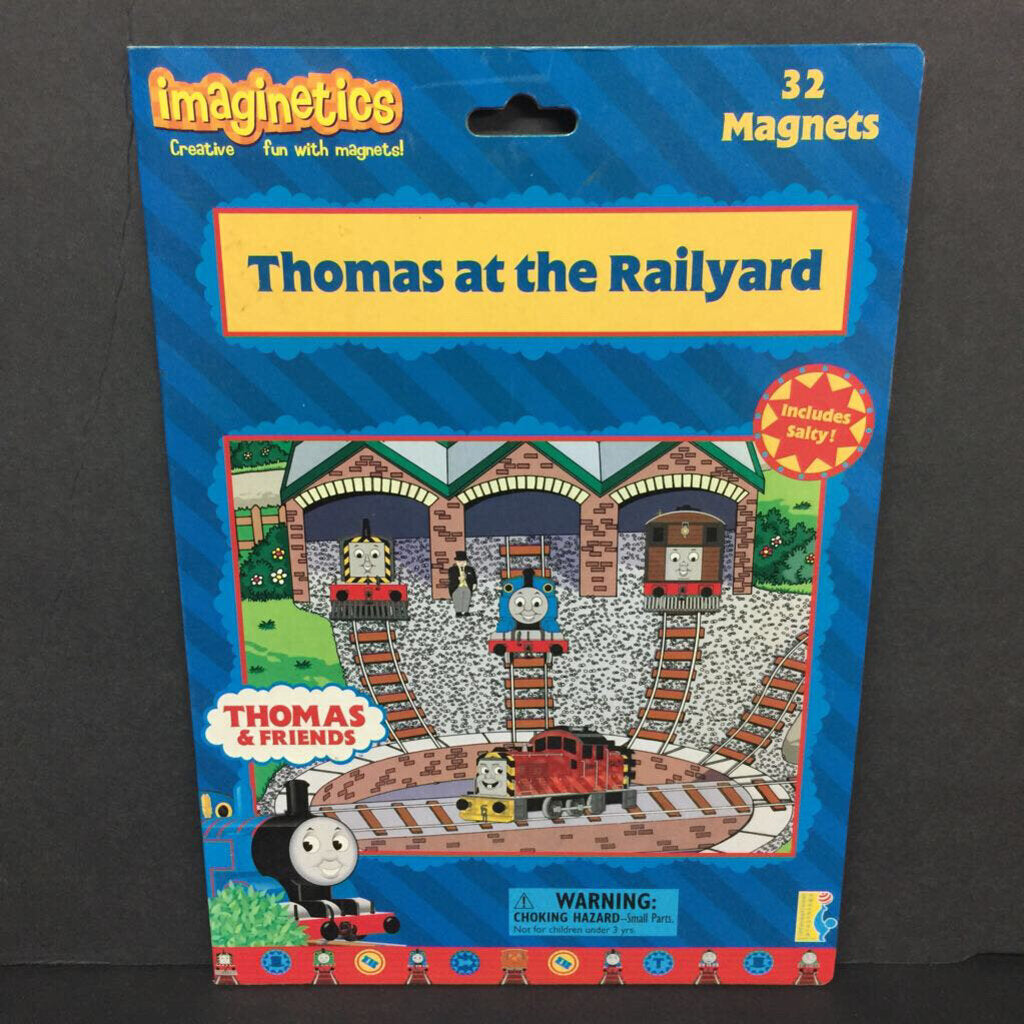 imaginetics
Creative fun with magnets!
32
Magnets
Thomas at the Railyard
Includes
Salty!
THOMAS
& FRIENDS
WARNING:
CHOKING HAZARD–Small Parts.
Not for children under 3 yrs.